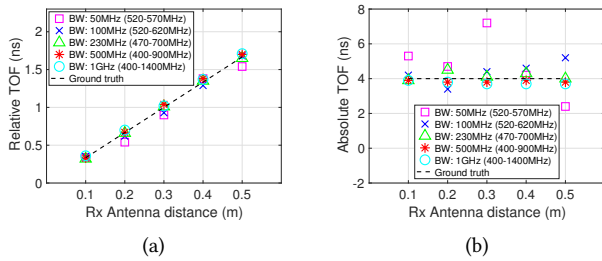 Relative TOF (ns)
2.5
2
1.5
1
0.5
0
BW: 50MHz (520-570MHz)
BW: 100MHz (520-620MHz)
BW: 230MHz (470-700MHz)
BW: 500MHz (400-900MHz)
BW: 1GHz (400-1400MHz)
Ground truth
0.1 0.2 0.3 0.4 0.5
Rx Antenna distance (m)
(a)
Absolute TOF (ns)
8
6
4
2
0
-2
BW: 50MHz (520-570MHz)
BW: 100MHz (520-620MHz)
BW: 230MHz (470-700MHz)
BW: 500MHz (400-900MHz)
BW: 1GHz (400-1400MHz)
Ground truth
0.1 0.2 0.3 0.4 0.5
Rx Antenna distance (m)
(b)